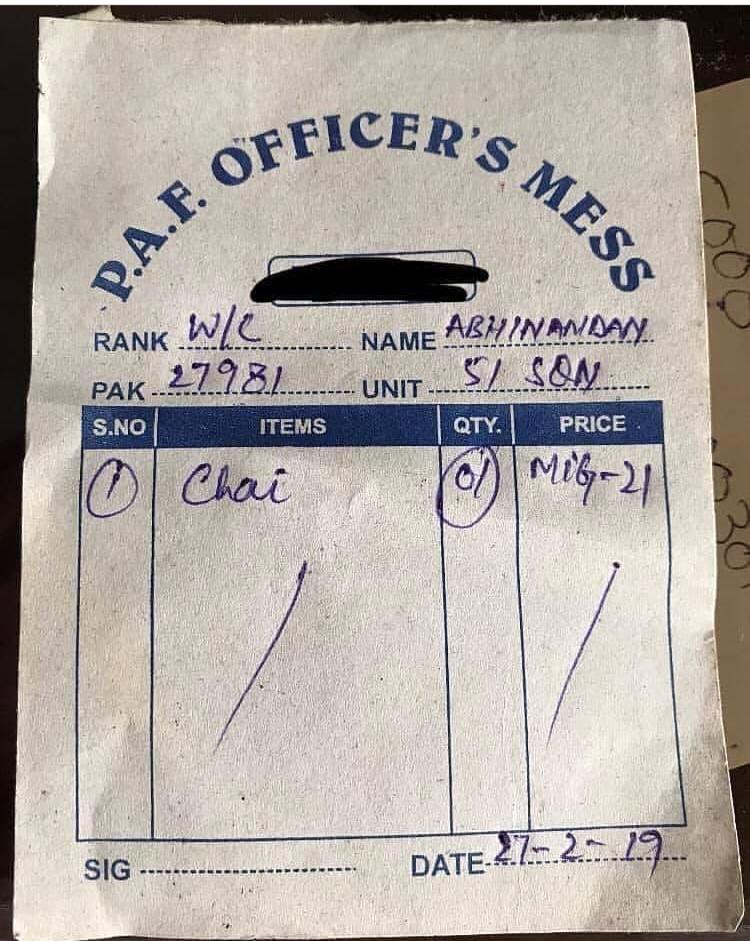 P.A.F. OFFICER'S MESS
RANK W/C NAME ABHINANDAN
PAK 27981 UNIT 51 SQN
S.NO ITEMS QTY. PRICE
1 Chai 01 MiG-21
SIG DATE 27-2-19